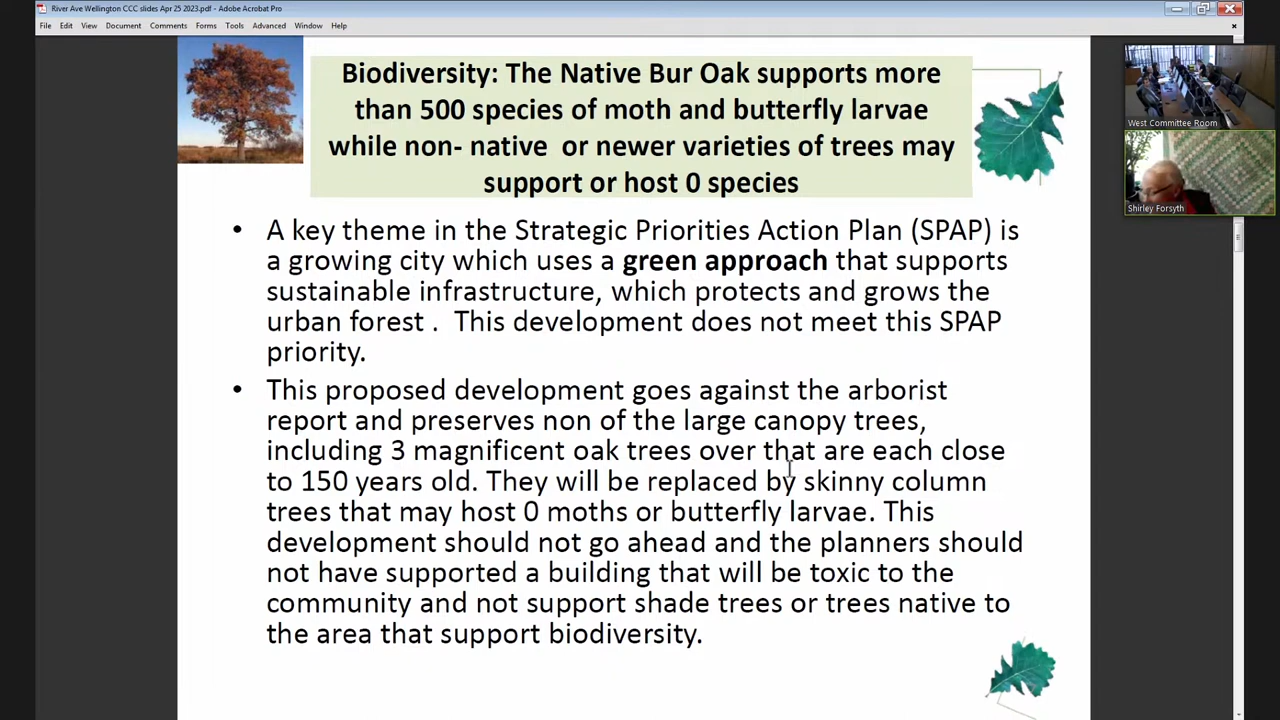 River Ave Wellington CCC slides Apr 25 2023.pdf - Adobe Acrobat Pro
File Edit View Document Comments Forms Tools Advanced Window Help
Biodiversity: The Native Bur Oak supports more
than 500 species of moth and butterfly larvae
while non- native or newer varieties of trees may
support or host 0 species
West Committee Room
Shirley Forsyth
• A key theme in the Strategic Priorities Action Plan (SPAP) is
a growing city which uses a green approach that supports
sustainable infrastructure, which protects and grows the
urban forest . This development does not meet this SPAP
priority.
• This proposed development goes against the arborist
report and preserves non of the large canopy trees,
including 3 magnificent oak trees over that are each close
to 150 years old. They will be replaced by skinny column
trees that may host 0 moths or butterfly larvae. This
development should not go ahead and the planners should
not have supported a building that will be toxic to the
community and not support shade trees or trees native to
the area that support biodiversity.